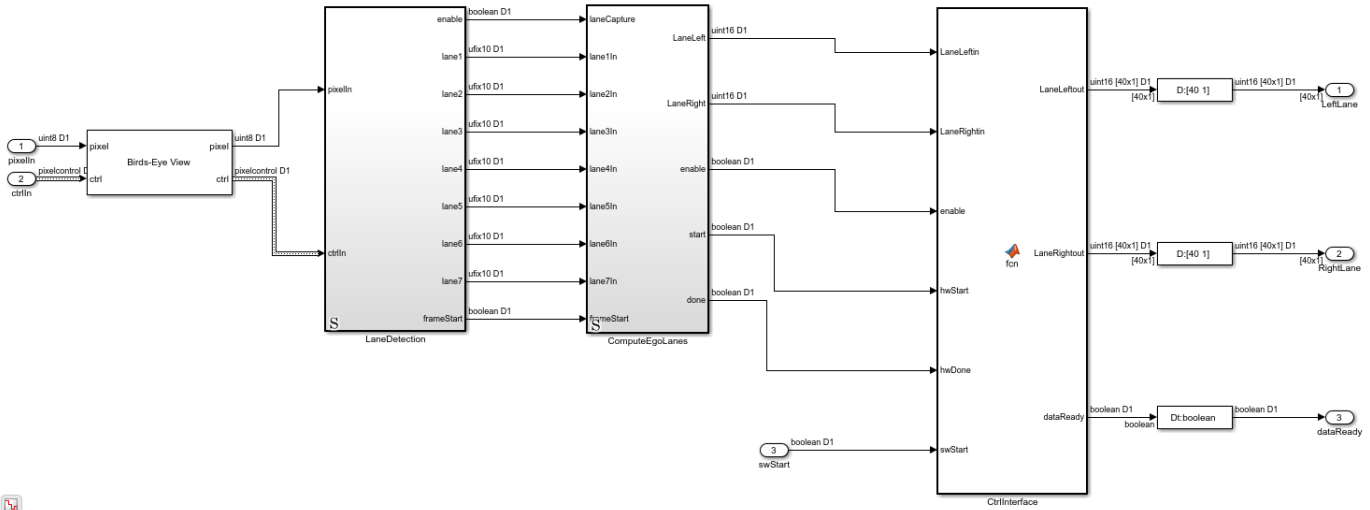 1
pixelIn
2
ctrlIn
uint8 D1
pixelcontrol D
pixel
ctrl
Birds-Eye View
pixel
ctrl
uint8 D1
pixelcontrol D1
pixelIn
ctrlIn
enable
lane1
lane2
lane3
lane4
lane5
lane6
lane7
frameStart
S
LaneDetection
boolean D1
ufix10 D1
ufix10 D1
ufix10 D1
ufix10 D1
ufix10 D1
ufix10 D1
ufix10 D1
boolean D1
laneCapture
lane1In
lane2In
lane3In
lane4In
lane5In
lane6In
lane7In
frameStart
S
LaneLeft
LaneRight
enable
start
done
ComputeEgoLanes
uint16 D1
uint16 D1
boolean D1
boolean D1
boolean D1
3
swStart
boolean D1
LaneLeftin
LaneRightin
enable
hwStart
hwDone
swStart
fcn
LaneLeftout
LaneRightout
dataReady
CtrlInterface
uint16 [40x1] D1
[40x1]
D:[40 1]
uint16 [40x1] D1
[40x1]
1
LeftLane
uint16 [40x1] D1
[40x1]
D:[40 1]
uint16 [40x1] D1
[40x1]
2
RightLane
boolean D1
boolean
Dt:boolean
boolean D1
3
dataReady